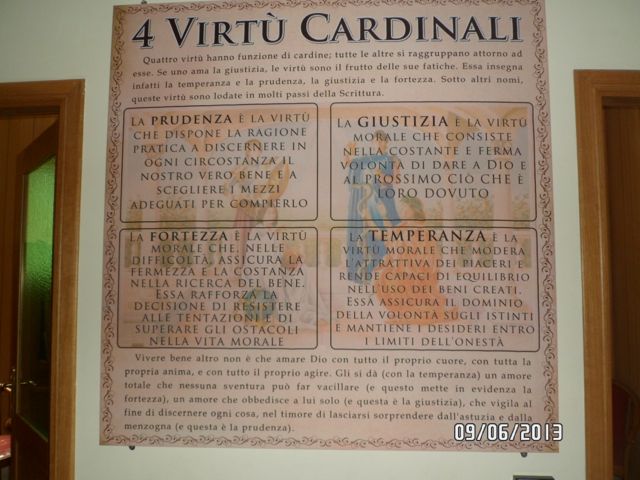 4 VIRTÙ CARDINALI
Quattro virtù hanno funzione di cardine; tutte le altre si raggruppano attorno ad
esse. Se uno ama la giustizia, le virtù sono il frutto delle sue fatiche. Essa insegna
infatti la temperanza e la prudenza, la giustizia e la fortezza. Sotto altri nomi,
queste virtù sono lodate in molti passi della Scrittura.
LA PRUDENZA È LA VIRTÙ
CHE DISPONE LA RAGIONE
PRATICA A DISCERNERE IN
OGNI CIRCOSTANZA IL
NOSTRO VERO BENE E A
SCEGLIERE I MEZZI
ADEGUATI PER COMPIERLO
LA GIUSTIZIA È LA VIRTÙ
MORALE CHE CONSISTE
NELLA COSTANTE E FERMA
VOLONTÀ DI DARE A DIO E
AL PROSSIMO CIÒ CHE È
LORO DOVUTO
LA FORTEZZA È LA VIRTÙ
MORALE CHE, NELLE
DIFFICOLTÀ, ASSICURA LA
FERMEZZA E LA COSTANZA
NELLA RICERCA DEL BENE.
ESSA RAFFORZA LA
DECISIONE DI RESISTERE
ALLE TENTAZIONI E DI
SUPERARE GLI OSTACOLI
NELLA VITA MORALE
LA TEMPERANZA È LA
VIRTÙ MORALE CHE MODERA
L'ATTRATTIVA DEI PIACERI E
RENDE CAPACI DI EQUILIBRIO
NELL'USO DEI BENI CREATI.
ESSA ASSICURA IL DOMINIO
DELLA VOLONTÀ SUGLI ISTINTI
E MANTIENE I DESIDERI ENTRO
I LIMITI DELL'ONESTÀ
Vivere bene altro non è che amare Dio con tutto il proprio cuore, con tutta la
propria anima, e con tutto il proprio agire. Gli si dà (con la temperanza) un amore
totale che nessuna sventura può far vacillare (e questo mette in evidenza la
fortezza), un amore che obbedisce a lui solo (e questa è la giustizia), che vigila al
fine di discernere ogni cosa, nel timore di lasciarsi sorprendere dall'astuzia e dalla
menzogna (e questa è la prudenza).
09/06/2013